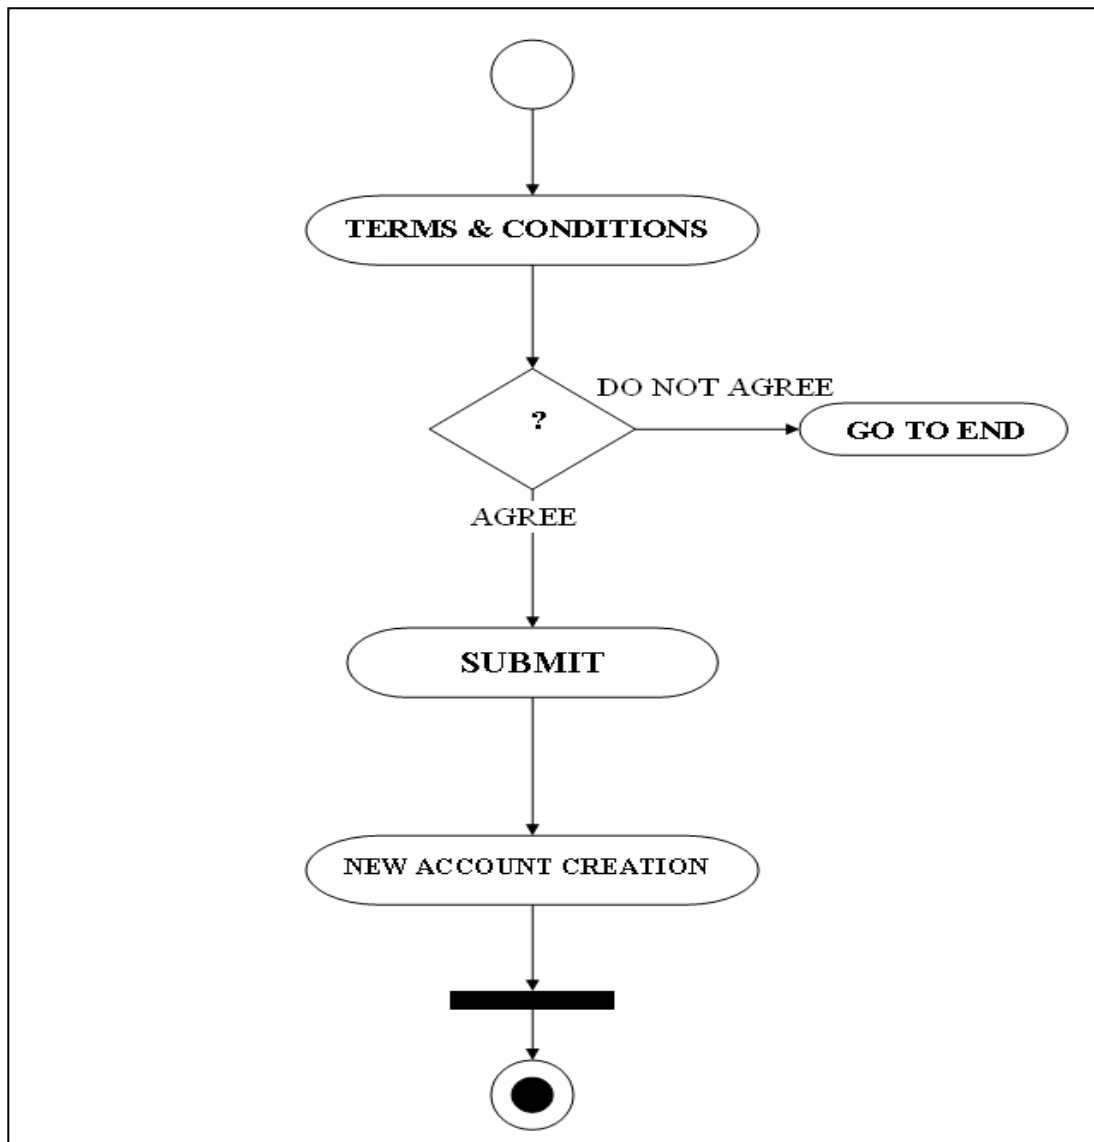 TERMS & CONDITIONS
?
DO NOT AGREE
GO TO END
AGREE
SUBMIT
NEW ACCOUNT CREATION